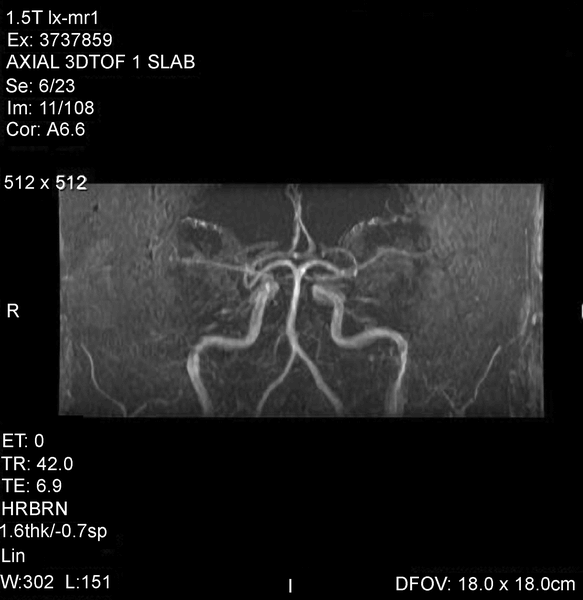 1.5T lx-mr1
Ex: 3737859
AXIAL 3DTOF 1 SLAB
Se: 6/23
Im: 11/108
Cor: A6.6
512 x 512
R
ET: 0
TR: 42.0
TE: 6.9
HRBRN
1.6thk/-0.7sp
Lin
W:302 L:151
I
DFOV: 18.0 x 18.0cm